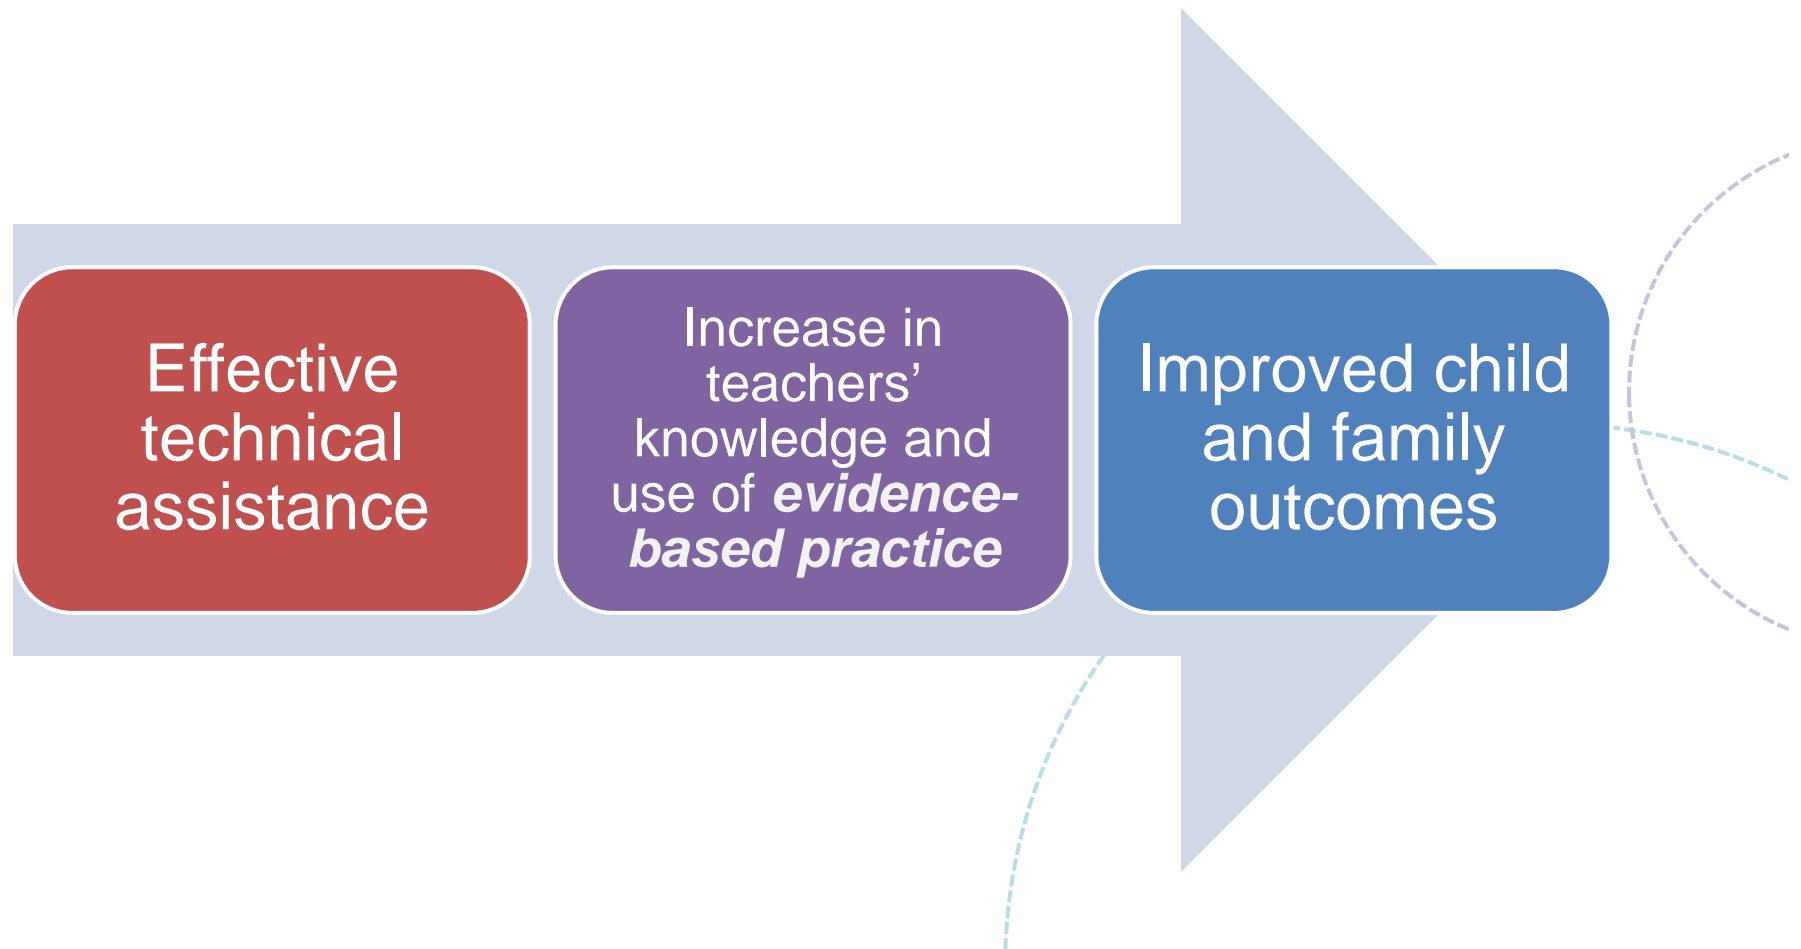 Effective
technical
assistance
Increase in
teachers’
knowledge and
use of evidence-
based practice
Improved child
and family
outcomes